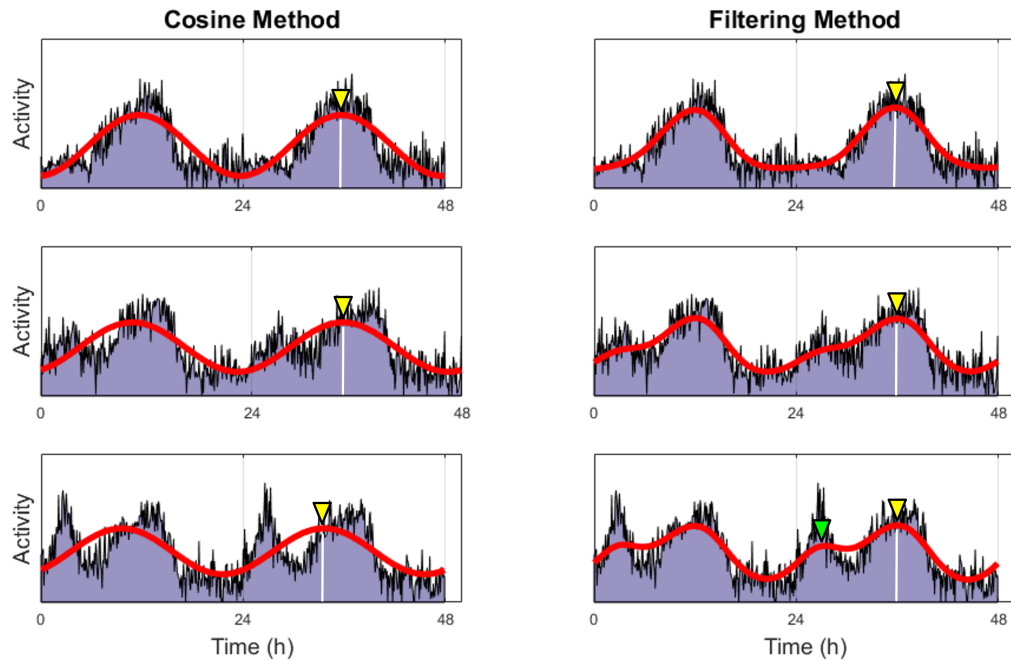 Cosine Method Filtering Method
Activity
0 24 48 0 24 48
Activity
0 24 48 0 24 48
Activity
0 24 48 0 24 48
Time (h) Time (h)